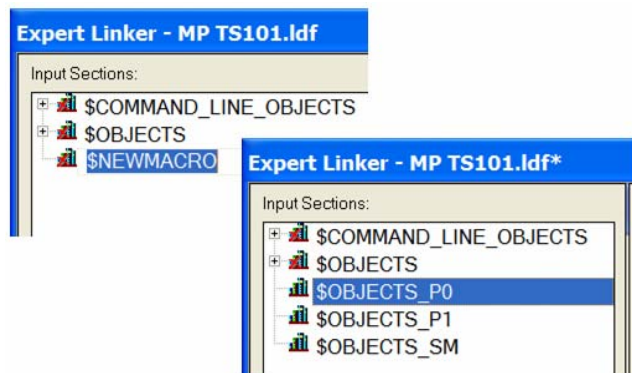 Expert Linker - MP TS101.ldf
Input Sections:
$COMMAND_LINE_OBJECTS
$OBJECTS
$NEWMACRO
Expert Linker - MP TS101.ldf*
Input Sections:
$COMMAND_LINE_OBJECTS
$OBJECTS
$OBJECTS_P0
$OBJECTS_P1
$OBJECTS_SM